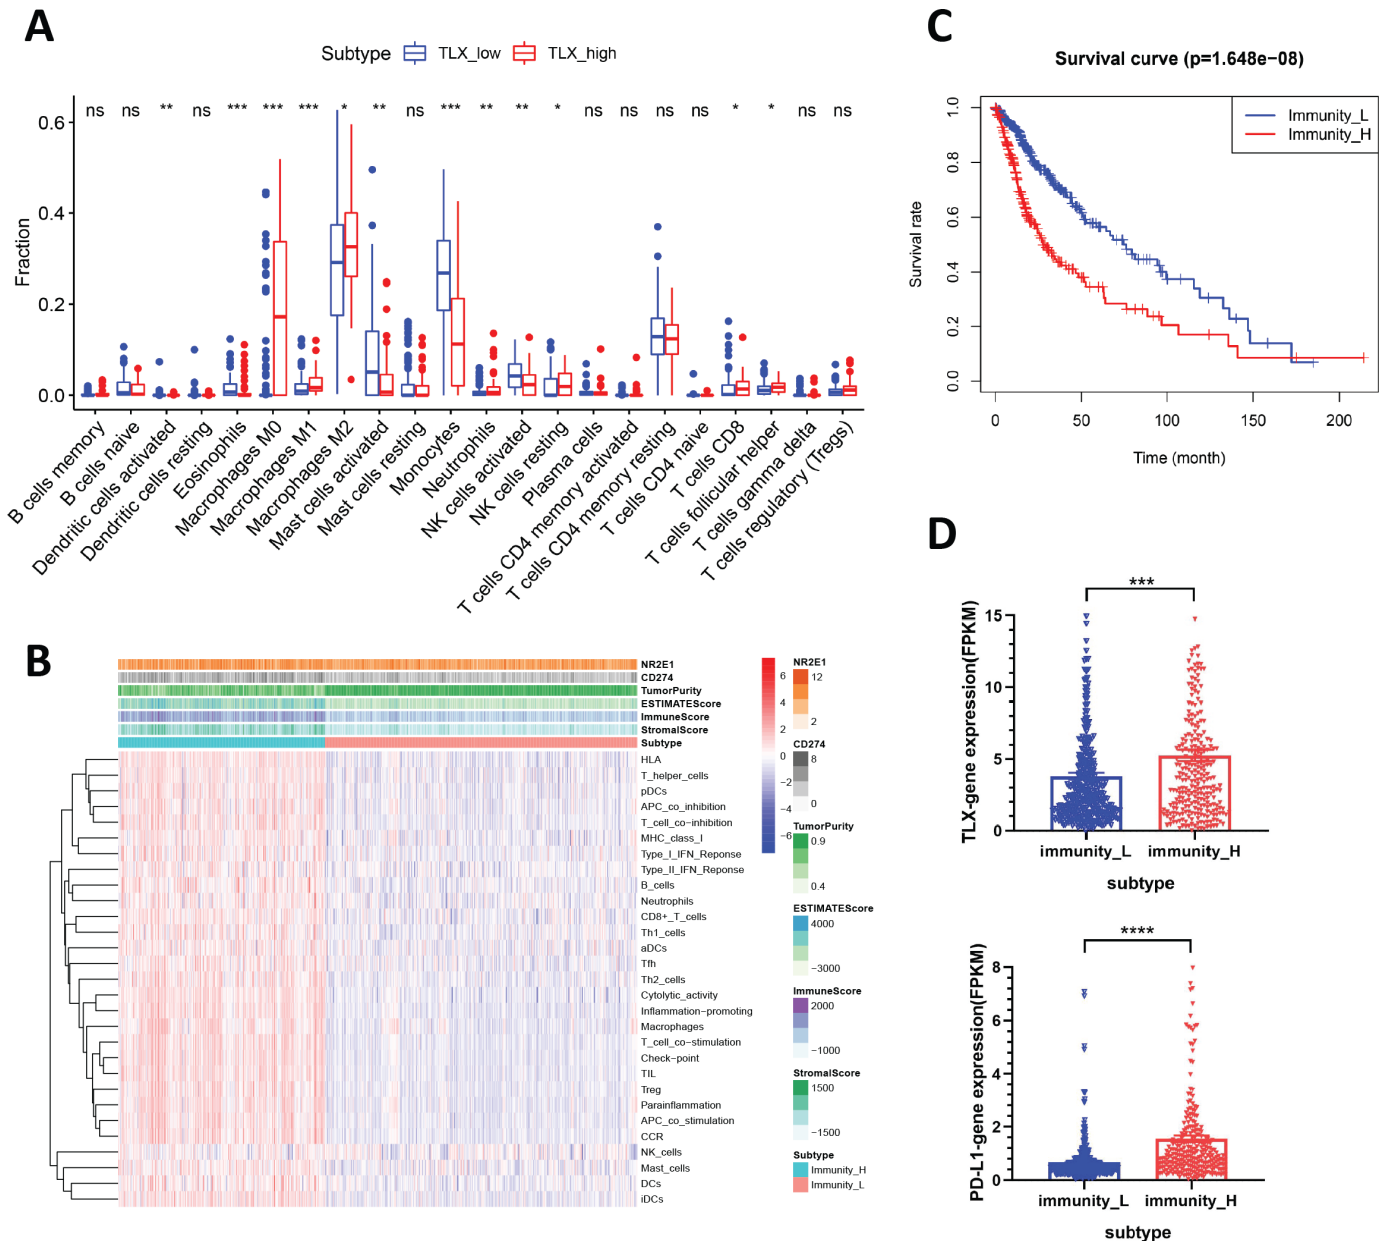 A
Subtype TLX_low TLX_high
ns ns ** ns *** *** *** * ** ns *** ** ** * ns ns ns * * ns ns
Fraction
0.6
0.4
0.2
0.0
B cells memory
B cells naive
Dendritic cells activated
Dendritic cells resting
Eosinophils
Macrophages M0
Macrophages M1
Macrophages M2
Mast cells activated
Mast cells resting
Monocytes
Neutrophils
NK cells activated
NK cells resting
Plasma cells
T cells CD4 memory activated
T cells CD4 memory resting
T cells CD4 naive
T cells CD8
T cells follicular helper
T cells gamma delta
T cells regulatory (Tregs)
C
Survival curve (p=1.648e−08)
Immunity_L
Immunity_H
Survival rate
1.0
0.8
0.6
0.4
0.2
0.0
0 50 100 150 200
Time (month)
B
NR2E1
CD274
TumorPurity
ESTIMATEScore
ImmuneScore
StromalScore
Subtype
HLA
T_helper_cells
pDCs
APC_co_inhibition
T_cell_co−inhibition
MHC_class_I
Type_I_IFN_Reponse
Type_II_IFN_Reponse
B_cells
Neutrophils
CD8+_T_cells
Th1_cells
aDCs
Tfh
Th2_cells
Cytolytic_activity
Inflammation−promoting
Macrophages
T_cell_co−stimulation
Check−point
TIL
Treg
Parainflammation
APC_co_stimulation
CCR
NK_cells
Mast_cells
DCs
iDCs
6
4
2
0
−2
−4
−6
NR2E1
12
2
CD274
8
0
TumorPurity
0.9
0.4
ESTIMATEScore
4000
−3000
ImmuneScore
2000
−1000
StromalScore
1500
−1500
Subtype
Immunity_H
Immunity_L
D
***
TLX-gene expression(FPKM)
15
10
5
0
immunity_L immunity_H
subtype
****
PD-L1-gene expression(FPKM)
8
6
4
2
0
immunity_L immunity_H
subtype